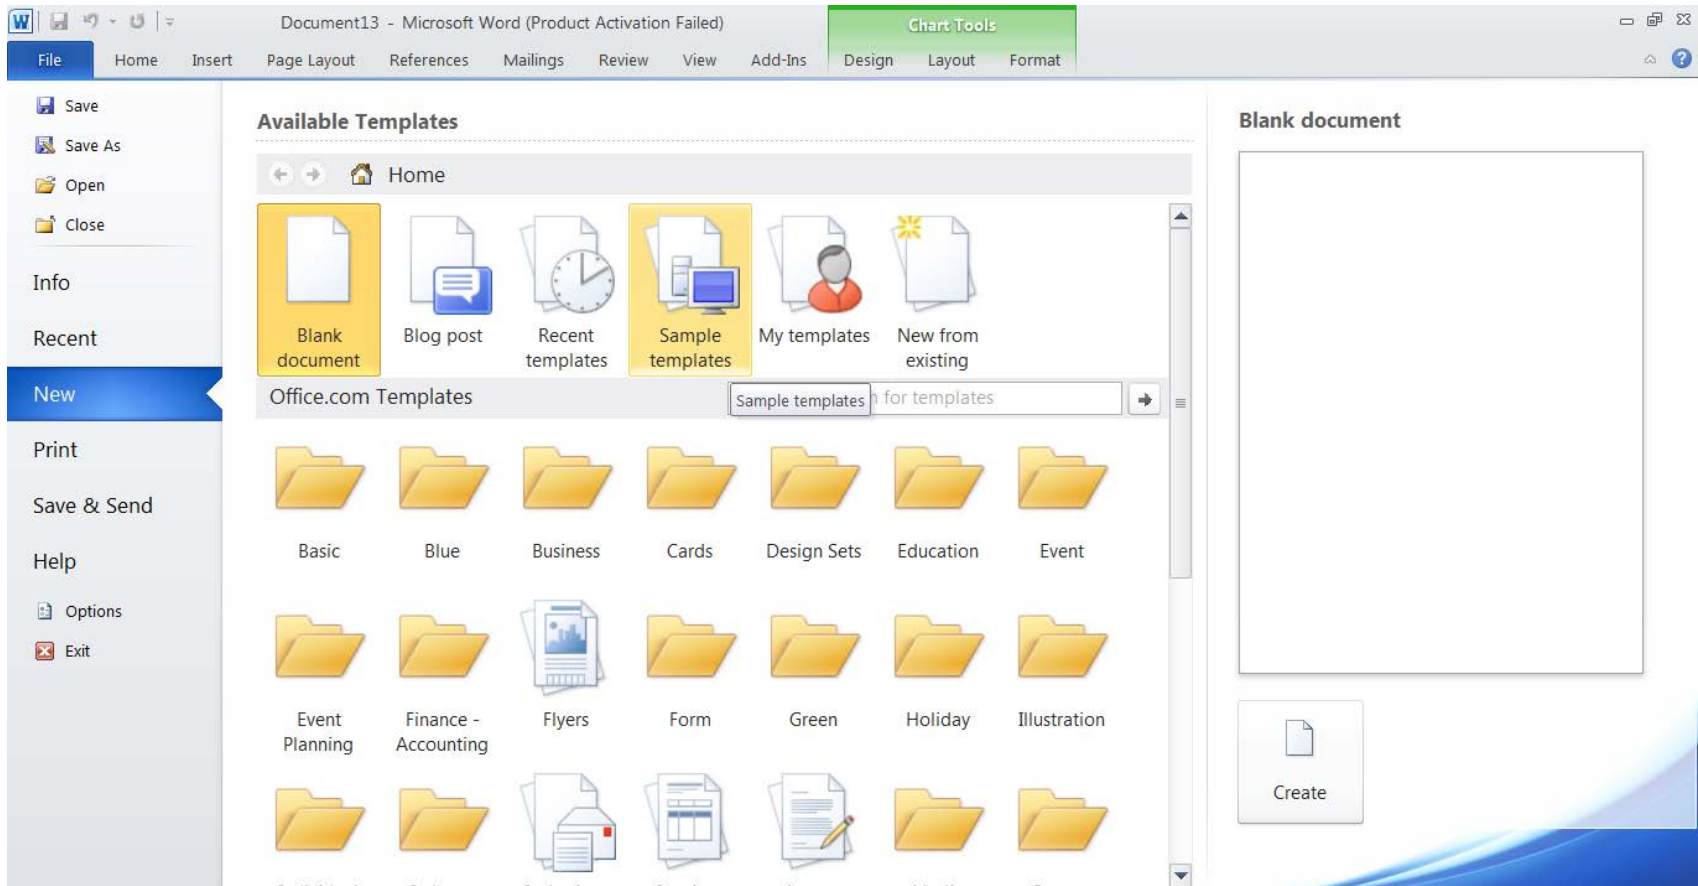 Document13 - Microsoft Word (Product Activation Failed)
Chart Tools
File Home Insert Page Layout References Mailings Review View Add-Ins Design Layout Format
Save
Save As
Open
Close
Info
Recent
New
Print
Save & Send
Help
Options
Exit
Available Templates
Home
Blank document
Blog post
Recent templates
Sample templates
My templates
New from existing
Office.com Templates
Sample templates
for templates
Basic
Blue
Business
Cards
Design Sets
Education
Event
Event Planning
Finance - Accounting
Flyers
Form
Green
Holiday
Illustration
Blank document
Create